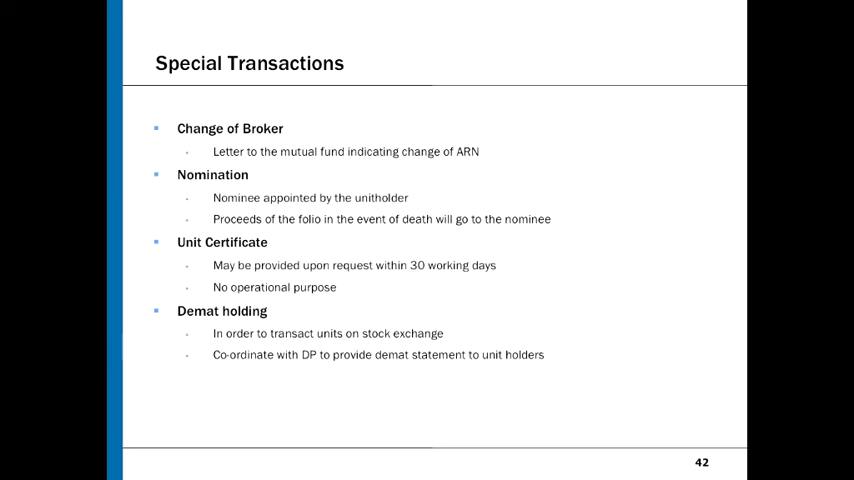 Special Transactions
Change of Broker
Letter to the mutual fund indicating change of ARN
Nomination
Nominee appointed by the unitholder
Proceeds of the folio in the event of death will go to the nominee
Unit Certificate
May be provided upon request within 30 working days
No operational purpose
Demat holding
In order to transact units on stock exchange
Co-ordinate with DP to provide demat statement to unit holders
42